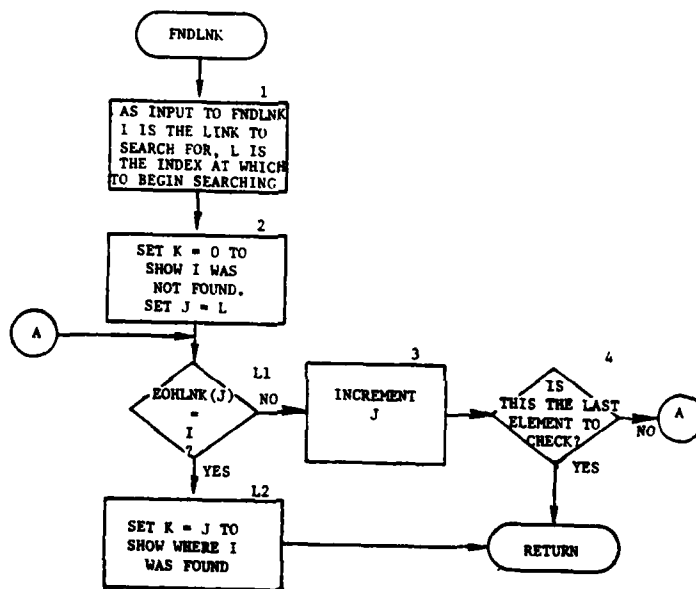 FNDLNK
1
AS INPUT TO FNDLNK
I IS THE LINK TO
SEARCH FOR, L IS
THE INDEX AT WHICH
TO BEGIN SEARCHING
2
SET K = 0 TO
SHOW I WAS
NOT FOUND.
SET J = L
A
L1
EOHLNK(J)
=
I
?
NO
YES
3
INCREMENT
J
4
IS
THIS THE LAST
ELEMENT TO
CHECK?
NO
A
YES
L2
SET K = J TO
SHOW WHERE I
WAS FOUND
RETURN